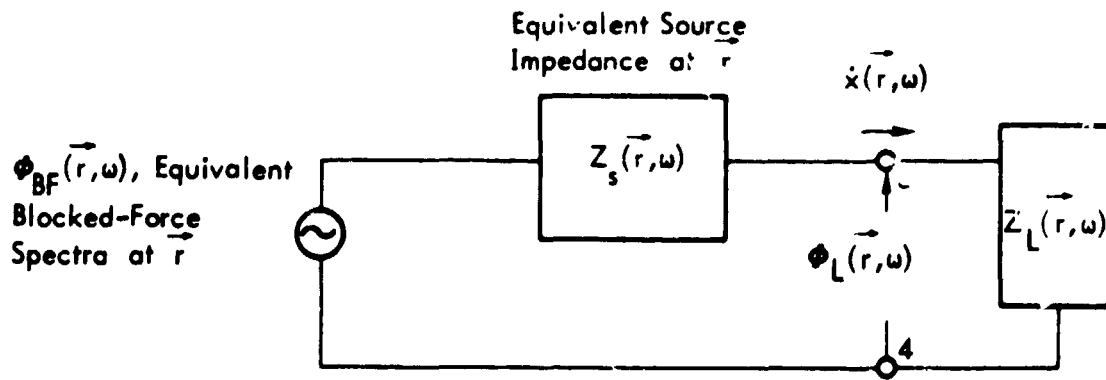 Equivalent Source
Impedance at r⃗
ẋ(r⃗,ω)
Z_s(r⃗,ω)
ϕ_BF(r⃗,ω), Equivalent
Blocked-Force
Spectra at r⃗
Z_L(r⃗,ω)
ϕ_L(r⃗,ω)
4